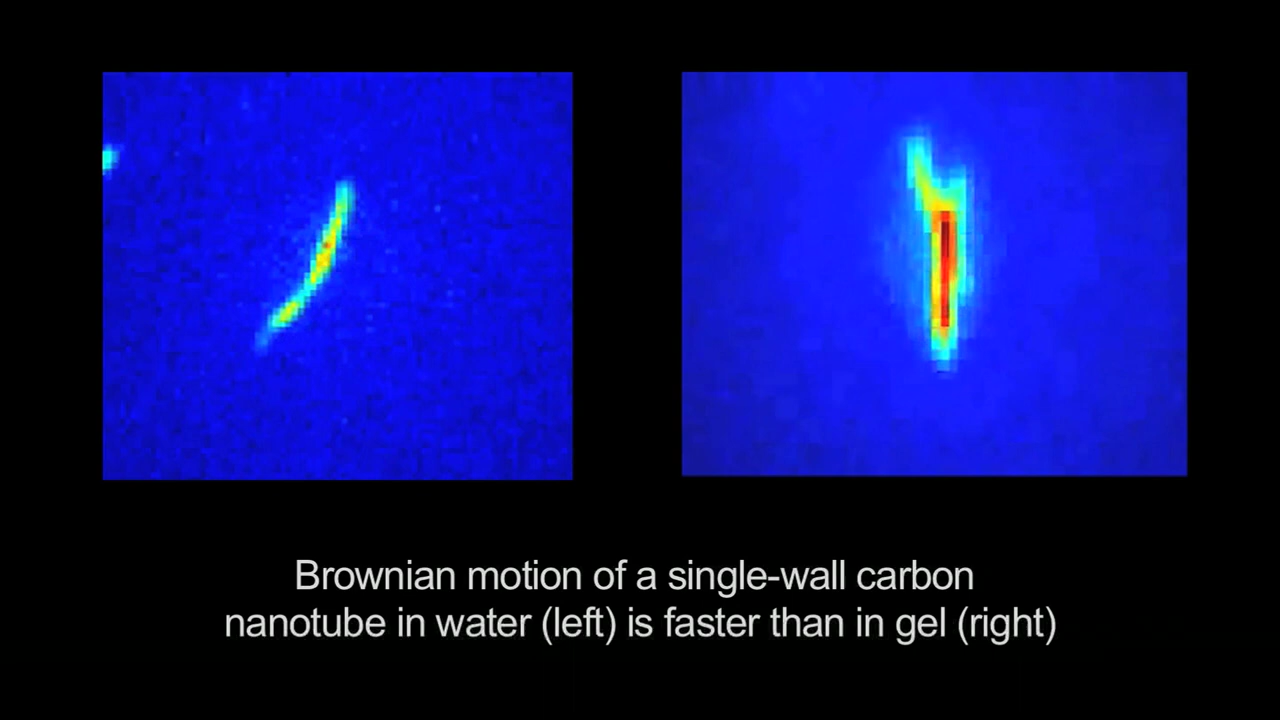 Brownian motion of a single-wall carbon
nanotube in water (left) is faster than in gel (right)